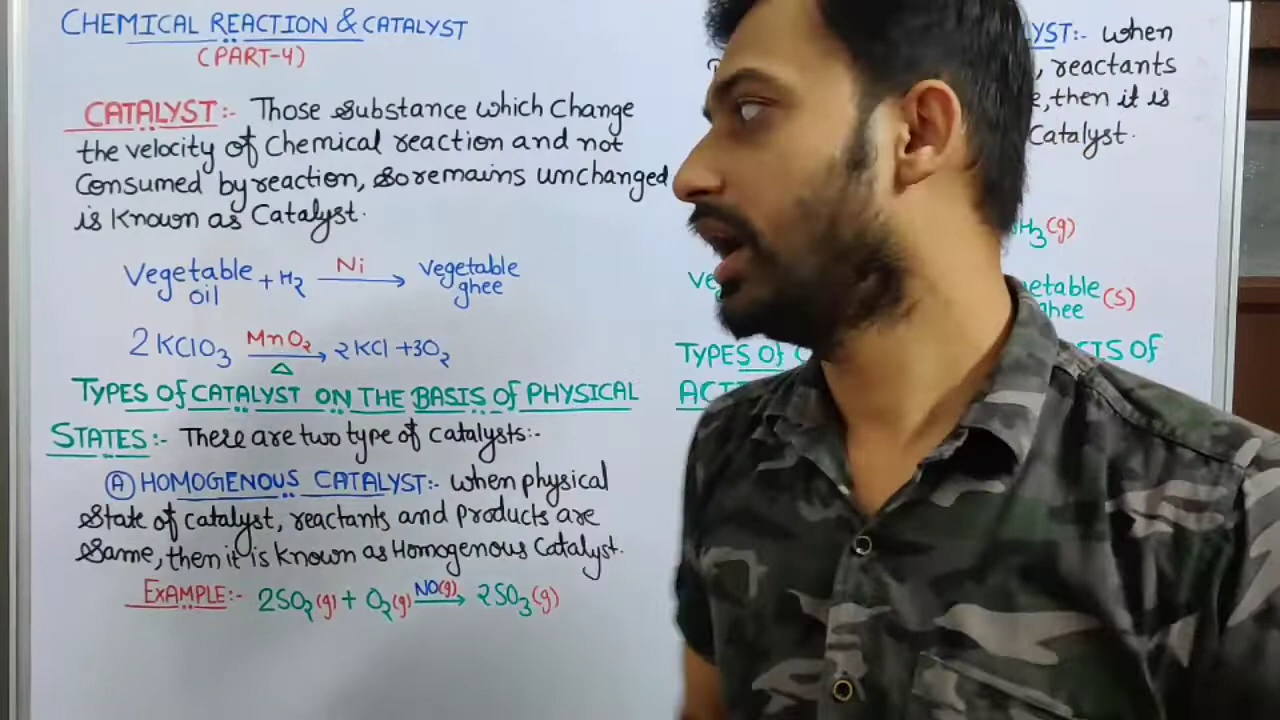 CHEMICAL REACTION & CATALYST
(PART-4)
CATALYST:- Those substance which change
the velocity of chemical reaction and not
consumed by reaction, so remains unchanged
is known as Catalyst.
Vegetable oil + H₂ —Ni→ vegetable ghee
2KClO₃ —MnO₂/△→ 2KCl + 3O₂
TYPES Of CATALYST ON THE BASIS Of PHYSICAL
STATES:- There are two type of catalysts:-
Ⓐ HOMOGENOUS CATALYST:- when physical
state of catalyst, reactants and products are
same, then it is known as Homogenous Catalyst.
EXAMPLE:- 2SO₂(g) + O₂(g) —NO(g)→ 2SO₃(g)
YST:- when
, reactants
, then it is
Catalyst.
H₃(g)
etable ghee (s)
TYPES Of
SIS Of